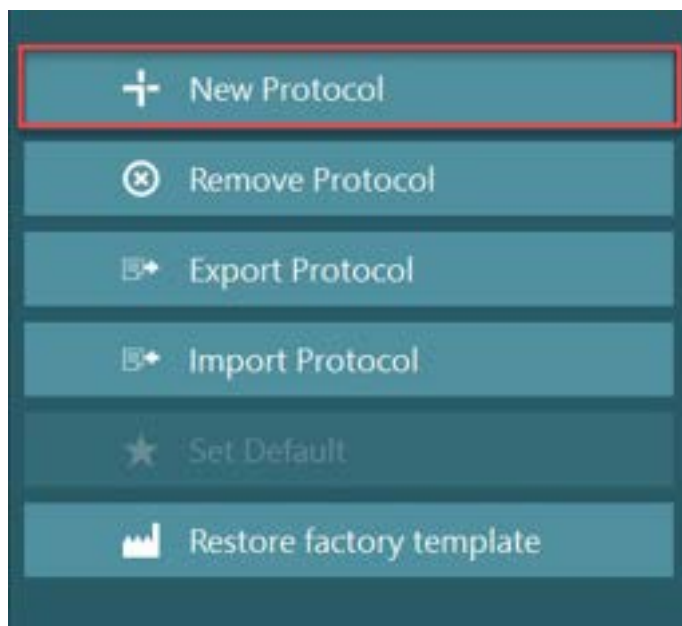 New Protocol
Remove Protocol
Export Protocol
Import Protocol
Set Default
Restore factory template